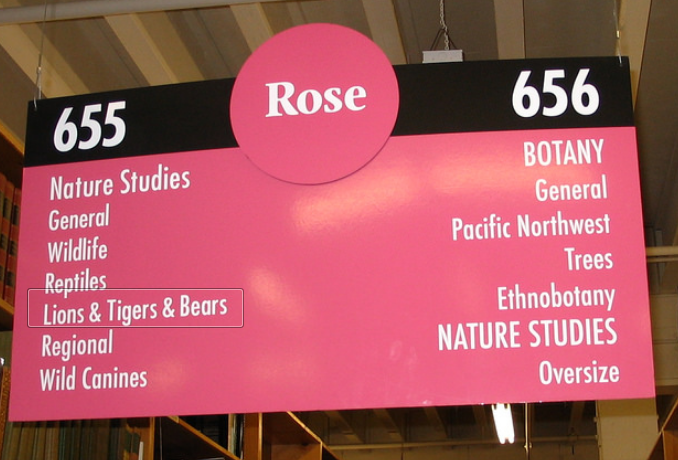 Rose
655
Nature Studies
General
Wildlife
Reptiles
Lions & Tigers & Bears
Regional
Wild Canines
656
BOTANY
General
Pacific Northwest
Trees
Ethnobotany
NATURE STUDIES
Oversize